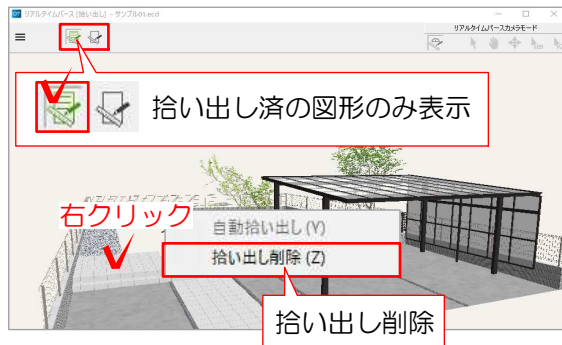 リアルタイムパース [拾い出し] - サンプル01.ecd
リアルタイムパースカメラモード
拾い出し済の図形のみ表示
右クリック
自動拾い出し(Y)
拾い出し削除 (Z)
拾い出し削除